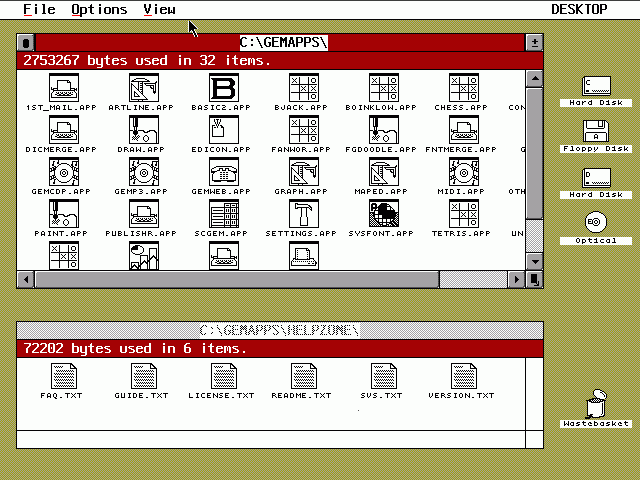 File Options View DESKTOP
C:\GEMAPPS\
2753267 bytes used in 32 items.
1ST_MAIL.APP ARTLINE.APP BASIC2.APP BJACK.APP BOINKLOW.APP CHESS.APP CON
DICMERGE.APP DRAW.APP EDICON.APP FANWOR.APP FGDOODLE.APP FNTMERGE.APP G
GEMCDP.APP GEMP3.APP GEMWEB.APP GRAPH.APP MAPED.APP MIDI.APP OTH
PAINT.APP PUBLISHR.APP SCGEM.APP SETTINGS.APP SYSFONT.APP TETRIS.APP UN
C
Hard Disk
A
Floppy Disk
D
Hard Disk
Optical
C:\GEMAPPS\HELPZONE\
72202 bytes used in 6 items.
FAQ.TXT GUIDE.TXT LICENSE.TXT README.TXT SVS.TXT VERSION.TXT
Wastebasket